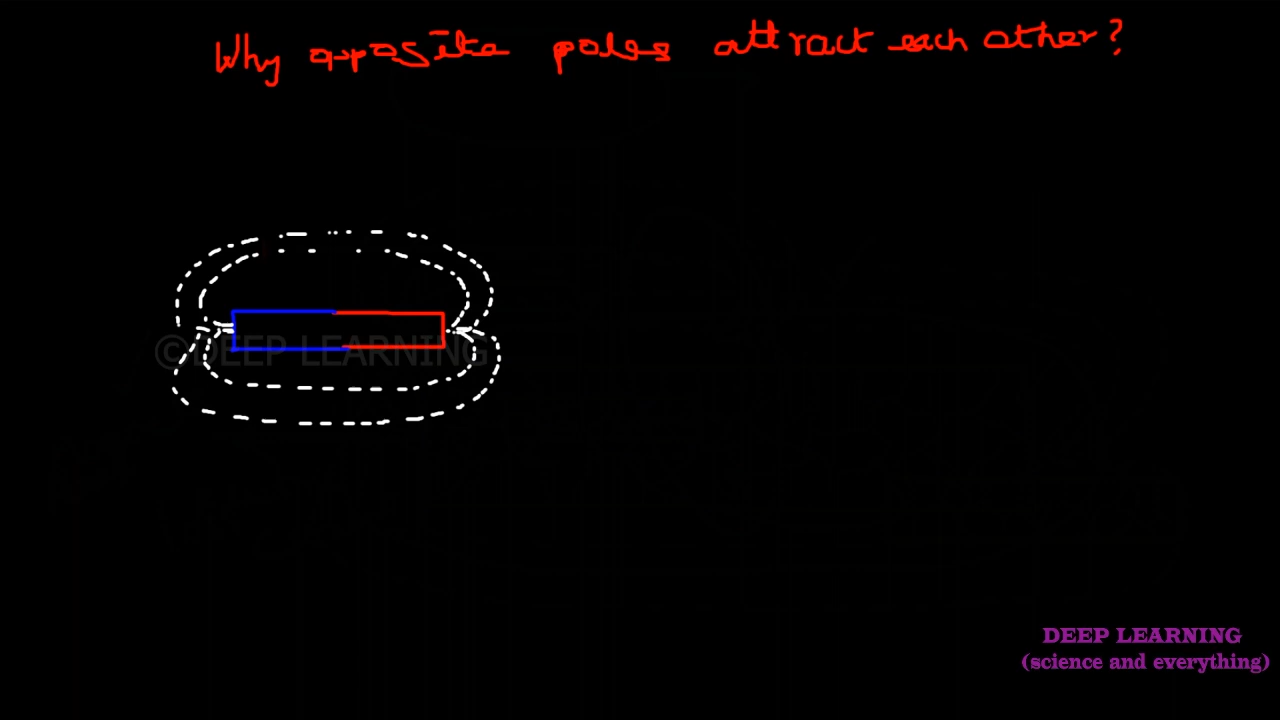 Why opposite poles attract each other?
©DEEP LEARNING
DEEP LEARNING
(science and everything)